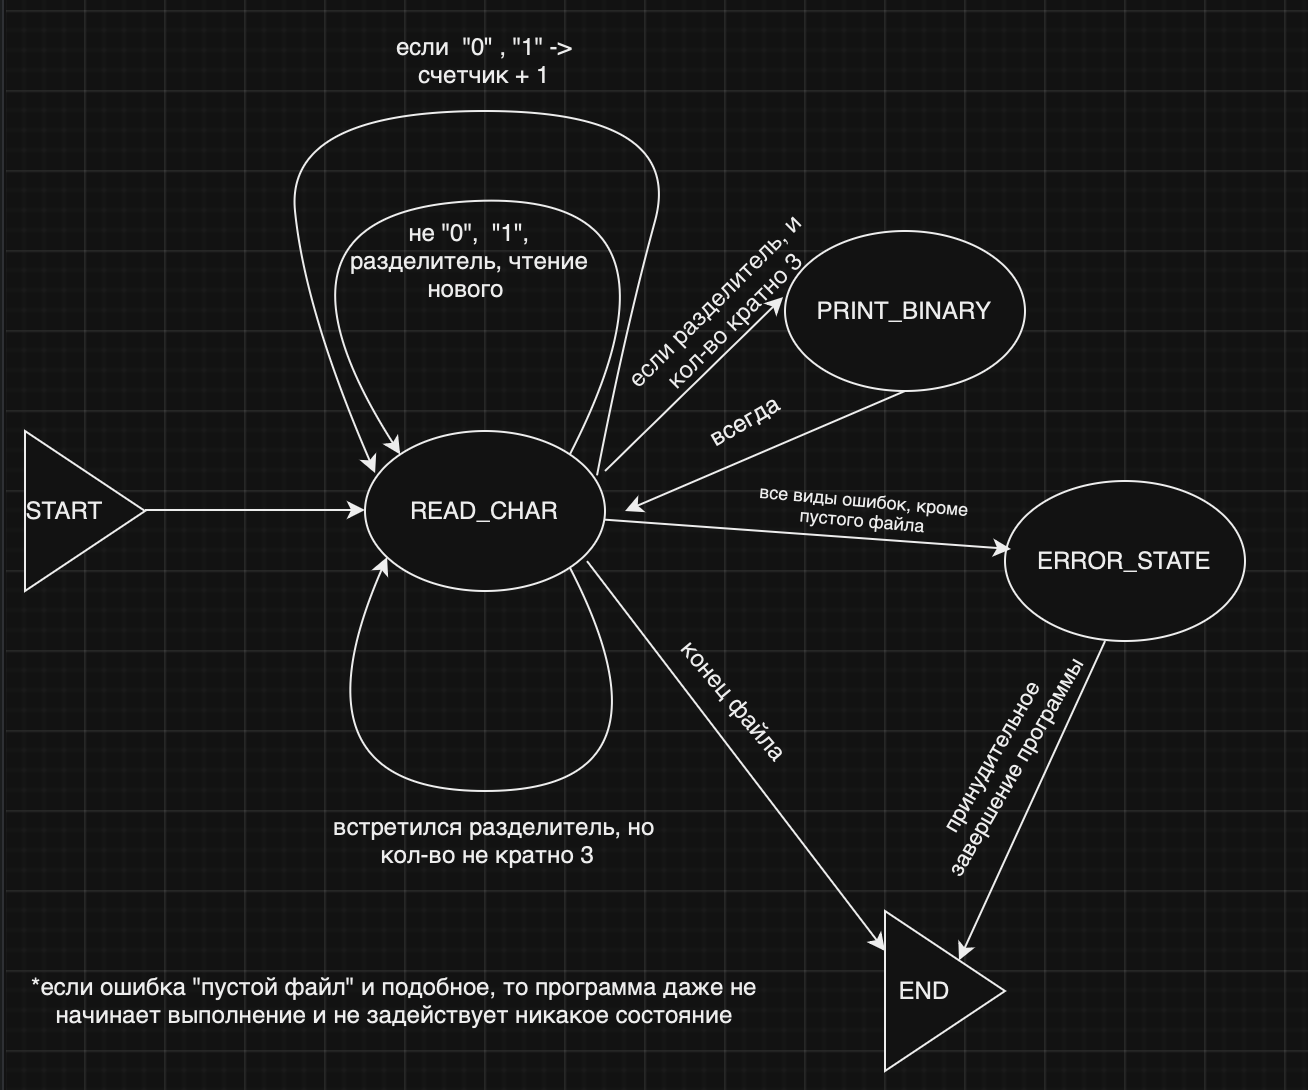 если "0" , "1" ->
счетчик + 1
не "0", "1",
разделитель, чтение
нового
если разделитель, и
кол-во кратно 3
PRINT_BINARY
всегда
START
READ_CHAR
все виды ошибок, кроме
пустого файла
ERROR_STATE
конец файла
принудительное
завершение программы
встретился разделитель, но
кол-во не кратно 3
*если ошибка "пустой файл" и подобное, то программа даже не
начинает выполнение и не задействует никакое состояние
END